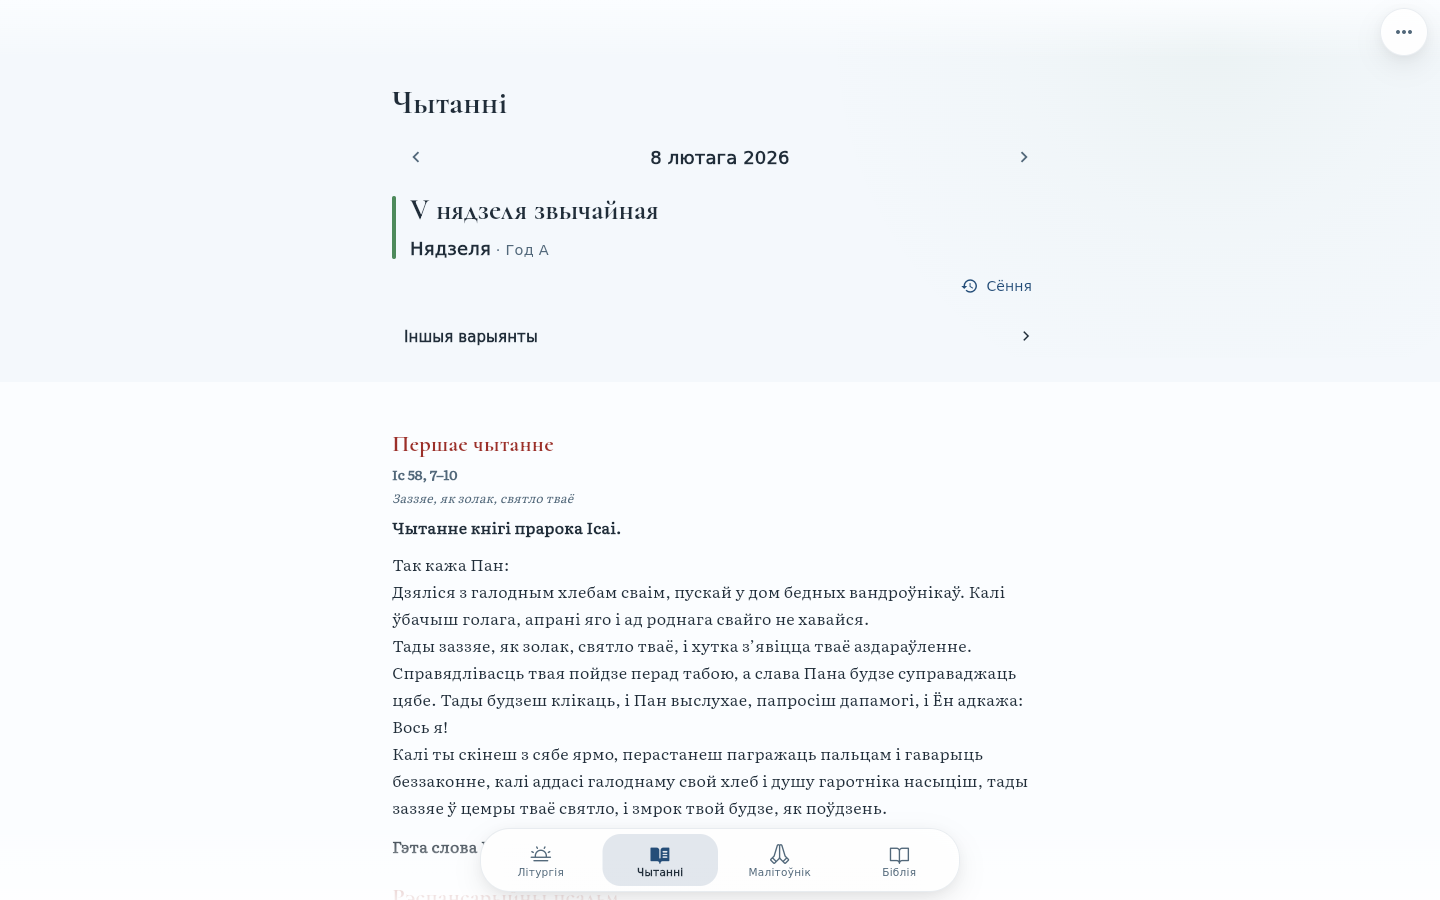 Чытанні
8 лютага 2026
V нядзеля звычайная
Нядзеля · Год A
Сёння
Іншыя варыянты
Першае чытанне
Іс 58, 7–10
Заззяе, як золак, святло тваё
Чытанне кнігі прарока Ісаі.
Так кажа Пан:
Дзяліся з галодным хлебам сваім, пускай у дом бедных вандроўнікаў. Калі
ўбачыш голага, апрані яго і ад роднага свайго не хавайся.
Тады заззяе, як золак, святло тваё, і хутка з’явіцца тваё аздараўленне.
Справядлівасць твая пойдзе перад табою, а слава Пана будзе суправаджаць
цябе. Тады будзеш клікаць, і Пан выслухае, папросіш дапамогі, і Ён адкажа:
Вось я!
Калі ты скінеш з сябе ярмо, перастанеш пагражаць пальцам і гаварыць
беззаконне, калі аддасі галоднаму свой хлеб і душу гаротніка насыціш, тады
заззяе ў цемры тваё святло, і змрок твой будзе, як поўдзень.
Гэта слова
Рэспансарыйны псальм
Літургія
Чытанні
Малітоўнік
Біблія